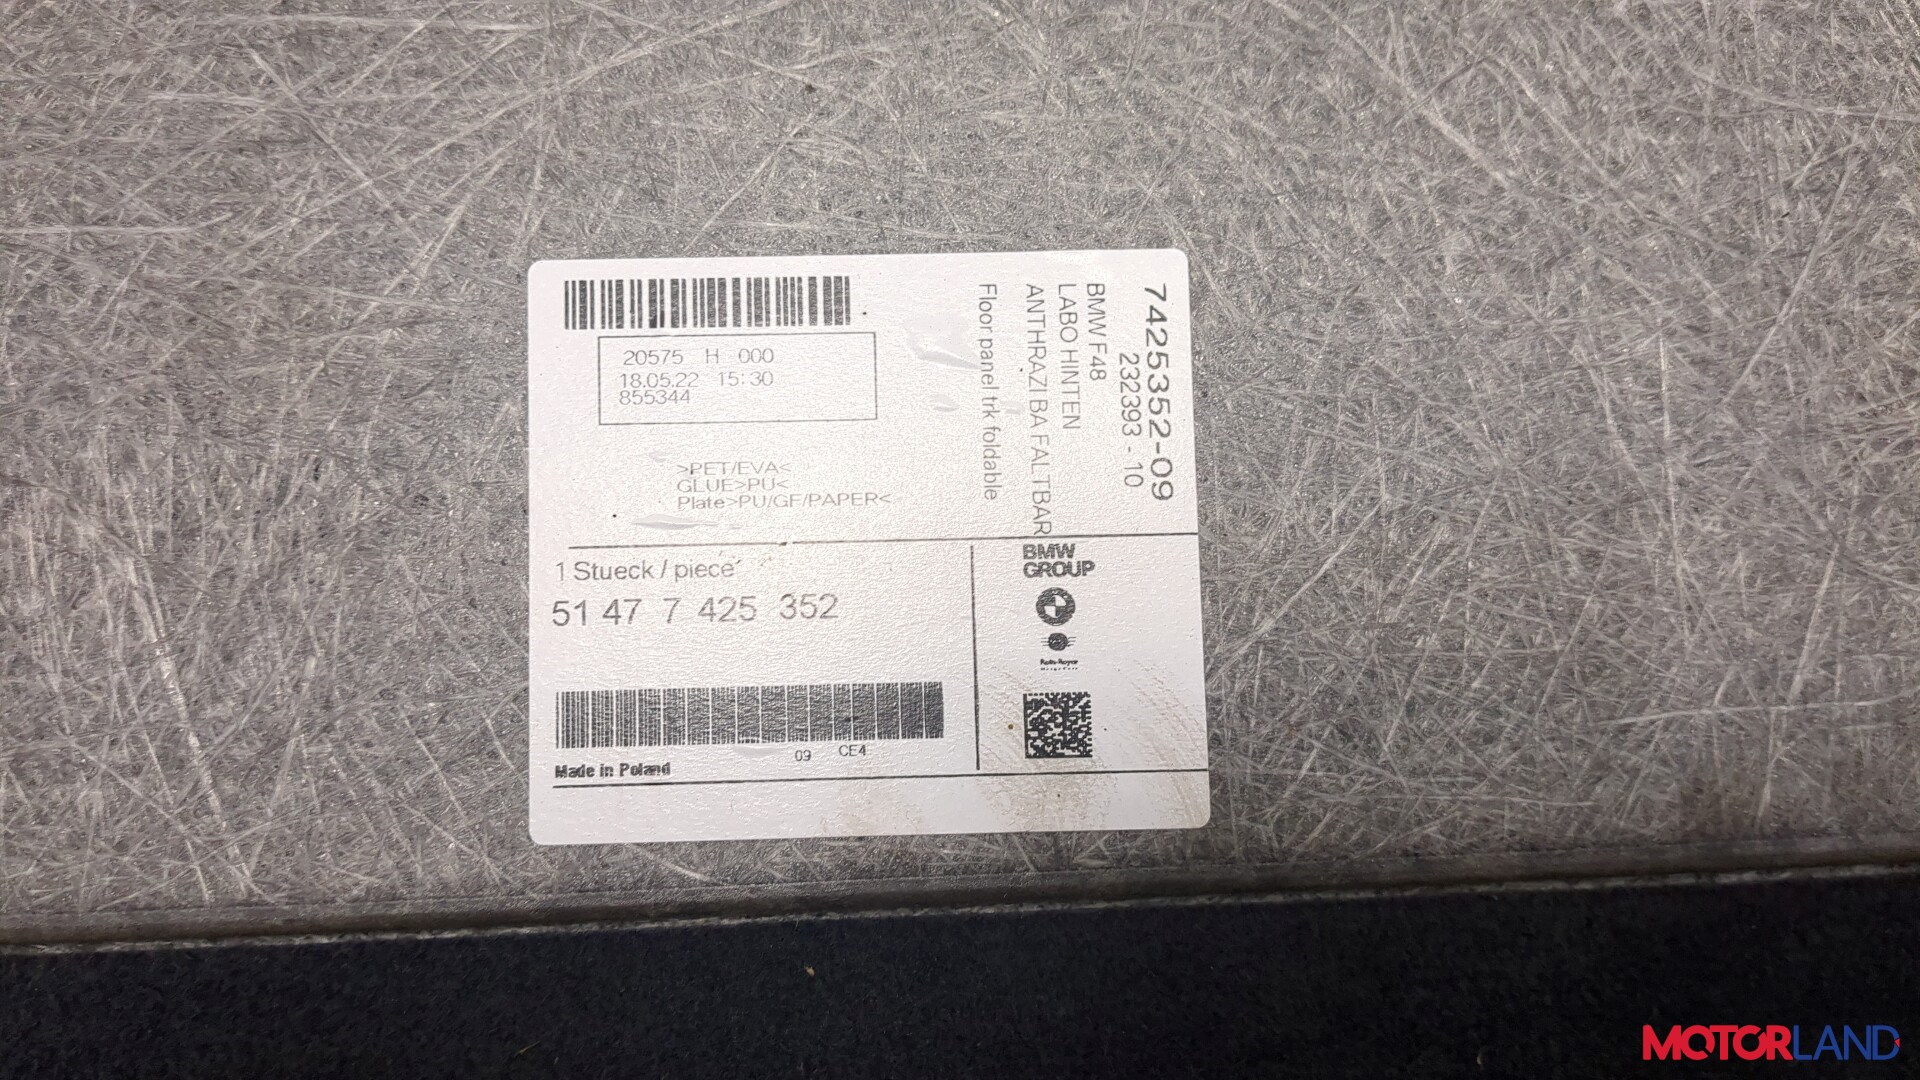 20575 H 000
18.05.22 15:30
855344
>PET/EVA<
GLUE>PU<
Plate>PU/GF/PAPER<
7425352-09
232393 - 10
BMW F48
LABO HINTEN
ANTHRAZI BA FALTBAR
Floor panel trk foldable
1 Stueck / piece
51 47 7 425 352
09 CE4
Made in Poland
BMW
GROUP
Rolls-Royce
MOTORLAND